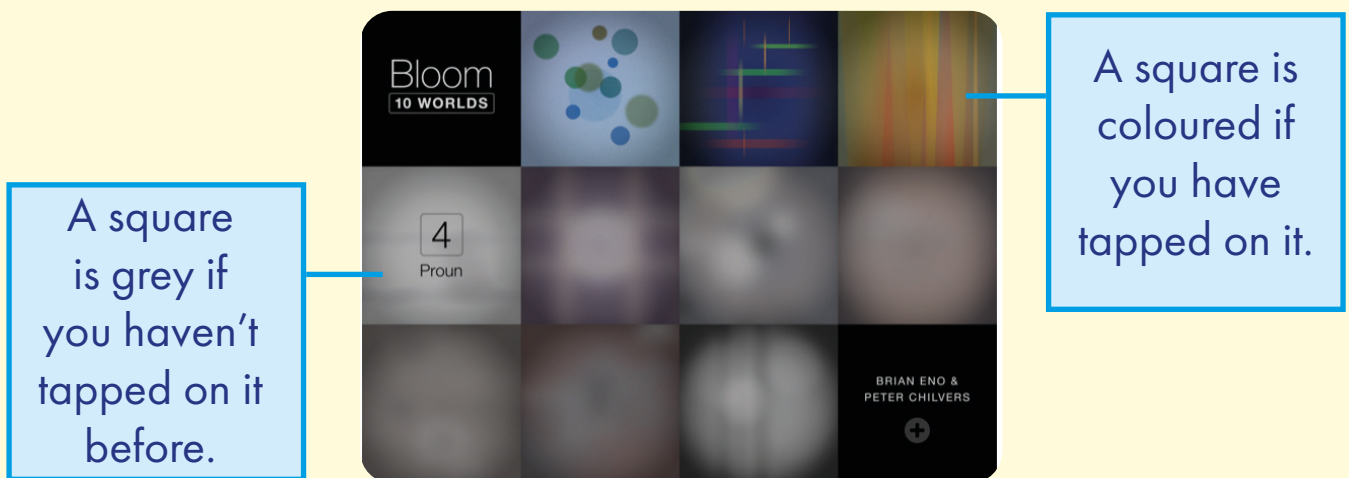 Bloom
10 WORLDS
A square is
coloured if
you have
tapped on it.
A square
is grey if
you haven't
tapped on it
before.
4
Proun
BRIAN ENO &
PETER CHILVERS